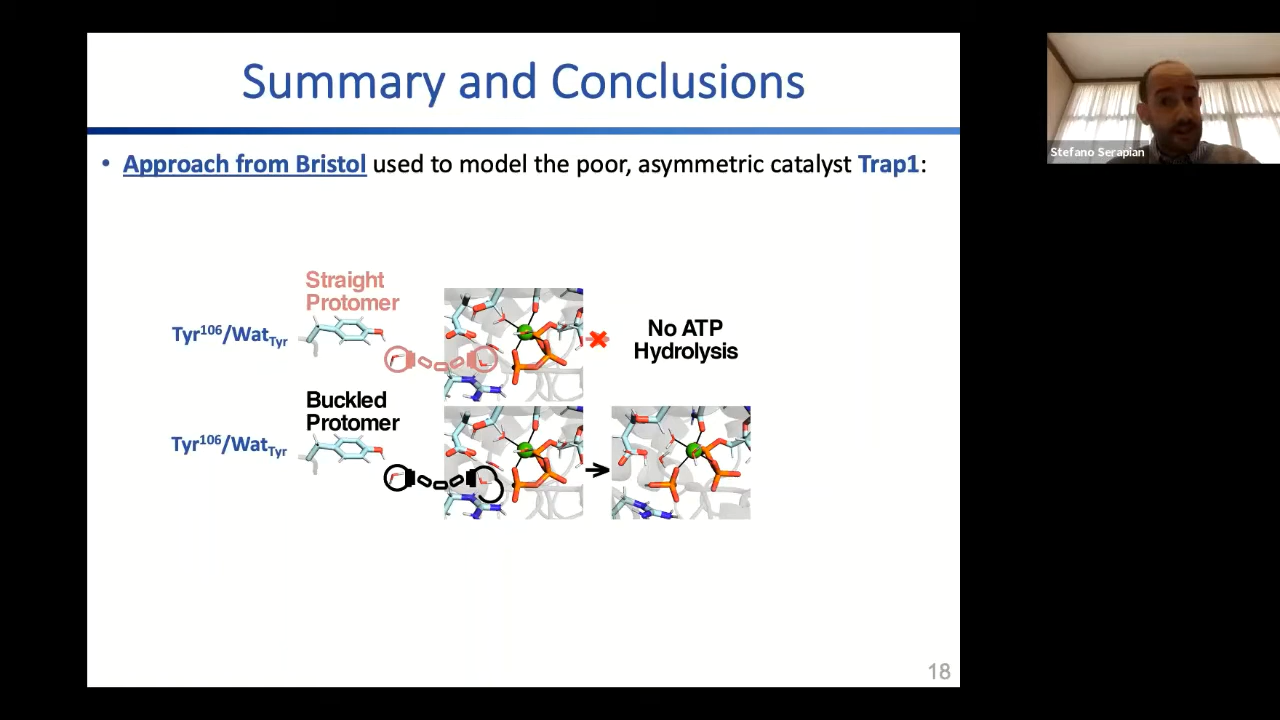 Summary and Conclusions
• Approach from Bristol used to model the poor, asymmetric catalyst Trap1:
Straight
Protomer
Tyr106/WatTyr
No ATP
Hydrolysis
Buckled
Protomer
Tyr106/WatTyr
18
Stefano Serapian